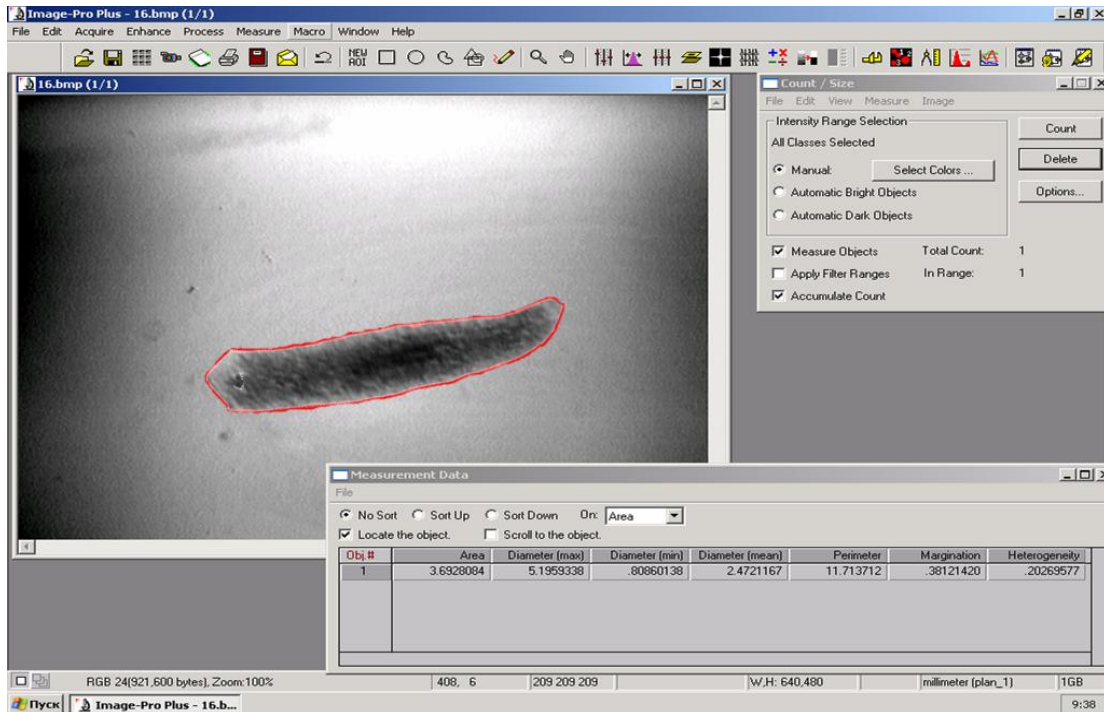 Image-Pro Plus - 16.bmp (1/1)
File Edit Acquire Enhance Process Measure Macro Window Help
NEW AOI
16.bmp (1/1)
Count / Size
File Edit View Measure Image
Intensity Range Selection
All Classes Selected
Manual: Select Colors ...
Automatic Bright Objects
Automatic Dark Objects
Count
Delete
Options...
Measure Objects Total Count: 1
Apply Filter Ranges In Range: 1
Accumulate Count
Measurement Data
File
No Sort Sort Up Sort Down On: Area
Locate the object. Scroll to the object.
Obj.# Area Diameter (max) Diameter (min) Diameter (mean) Perimeter Margination Heterogeneity
1 3.6928084 5.1959338 .80860138 2.4721167 11.713712 .38121420 .20269577
RGB 24(921,600 bytes), Zoom:100% 408, 6 209 209 209 W,H: 640,480 millimeter (plan_1) 1GB
Пуск Image-Pro Plus - 16.b... 9:38